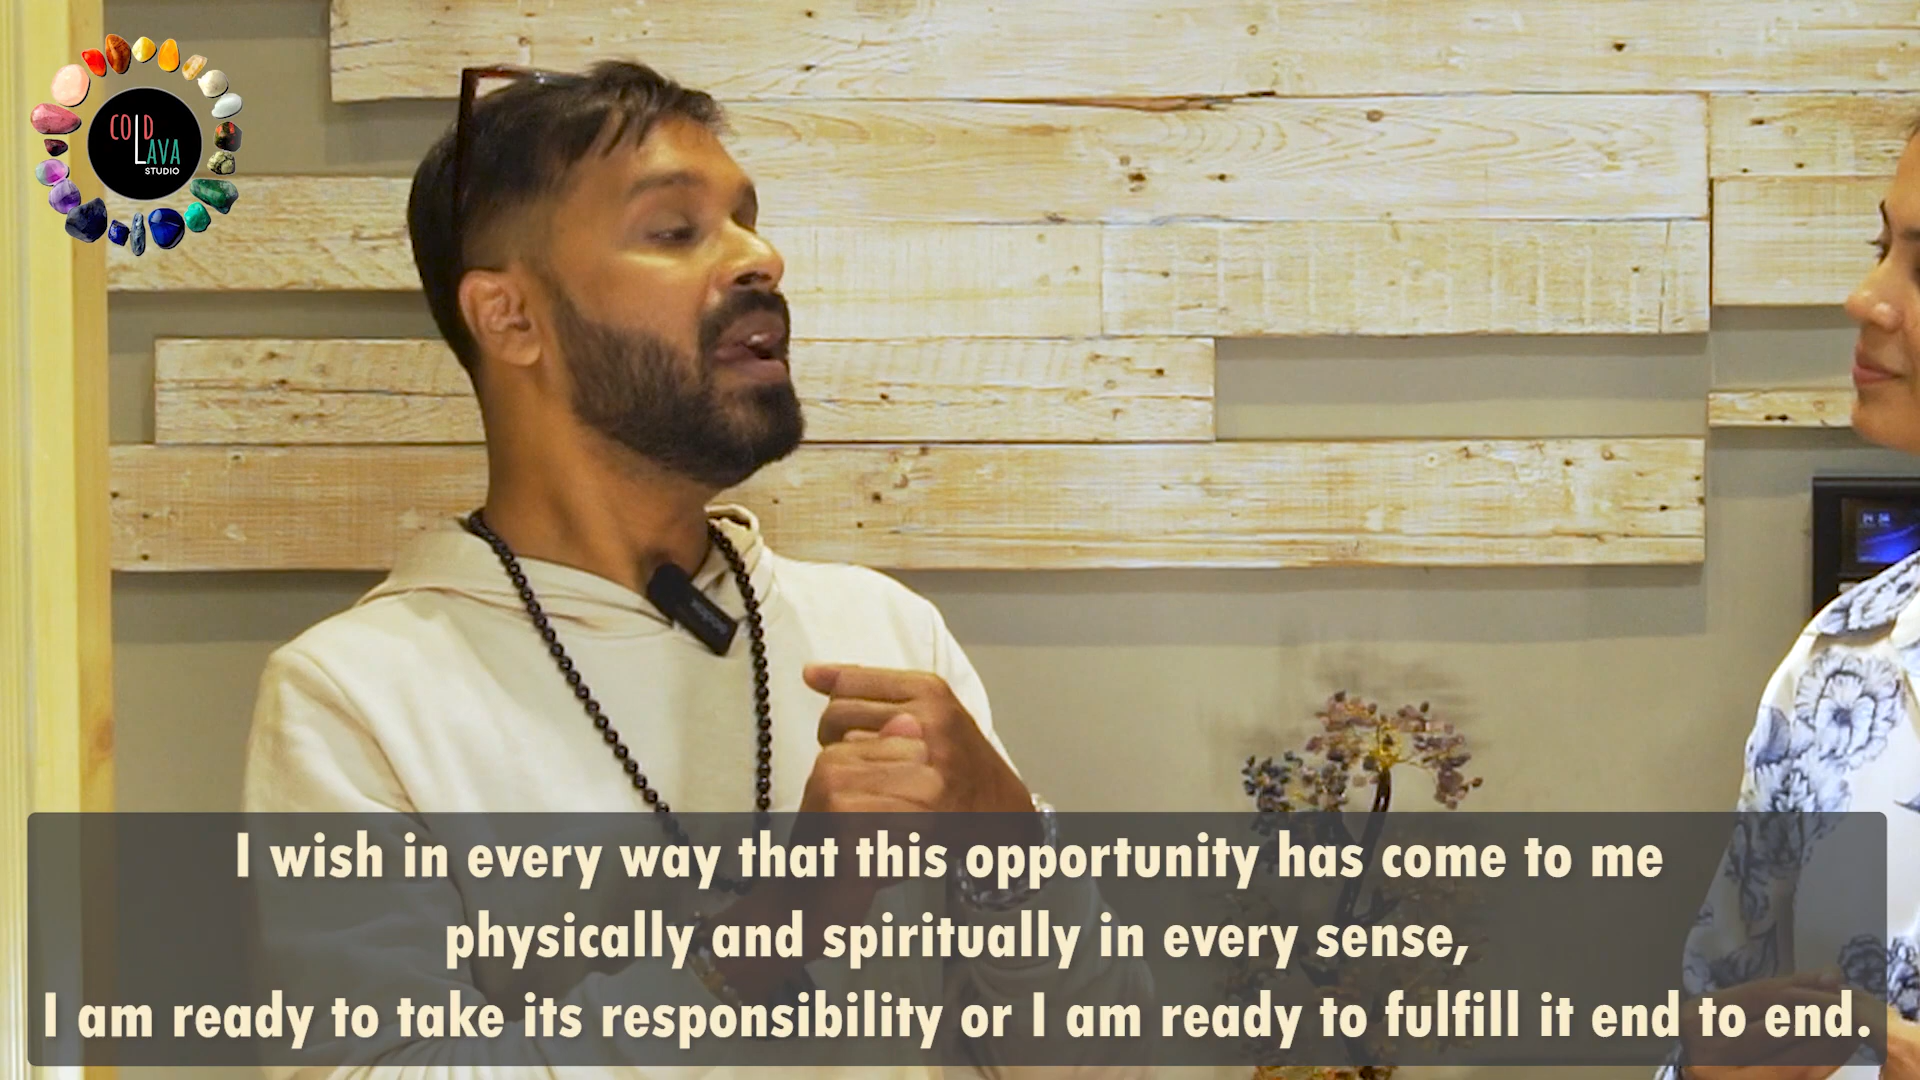 COLD
LAVA
STUDIO
I wish in every way that this opportunity has come to me
physically and spiritually in every sense,
I am ready to take its responsibility or I am ready to fulfill it end to end.